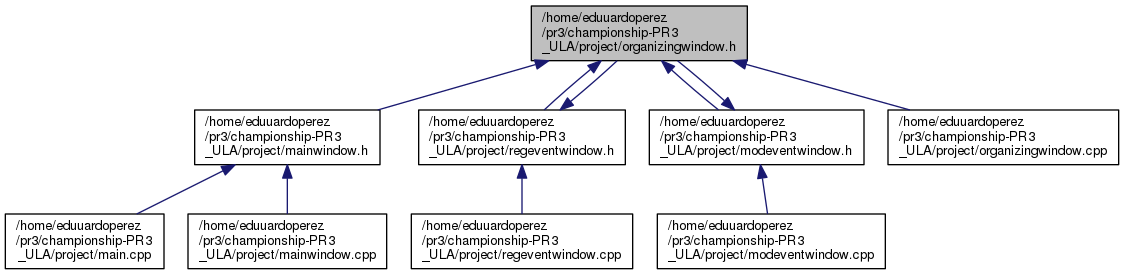 /home/eduuardoperez
/pr3/championship-PR3
_ULA/project/organizingwindow.h
/home/eduuardoperez
/pr3/championship-PR3
_ULA/project/mainwindow.h
/home/eduuardoperez
/pr3/championship-PR3
_ULA/project/regeventwindow.h
/home/eduuardoperez
/pr3/championship-PR3
_ULA/project/modeventwindow.h
/home/eduuardoperez
/pr3/championship-PR3
_ULA/project/organizingwindow.cpp
/home/eduuardoperez
/pr3/championship-PR3
_ULA/project/main.cpp
/home/eduuardoperez
/pr3/championship-PR3
_ULA/project/mainwindow.cpp
/home/eduuardoperez
/pr3/championship-PR3
_ULA/project/regeventwindow.cpp
/home/eduuardoperez
/pr3/championship-PR3
_ULA/project/modeventwindow.cpp